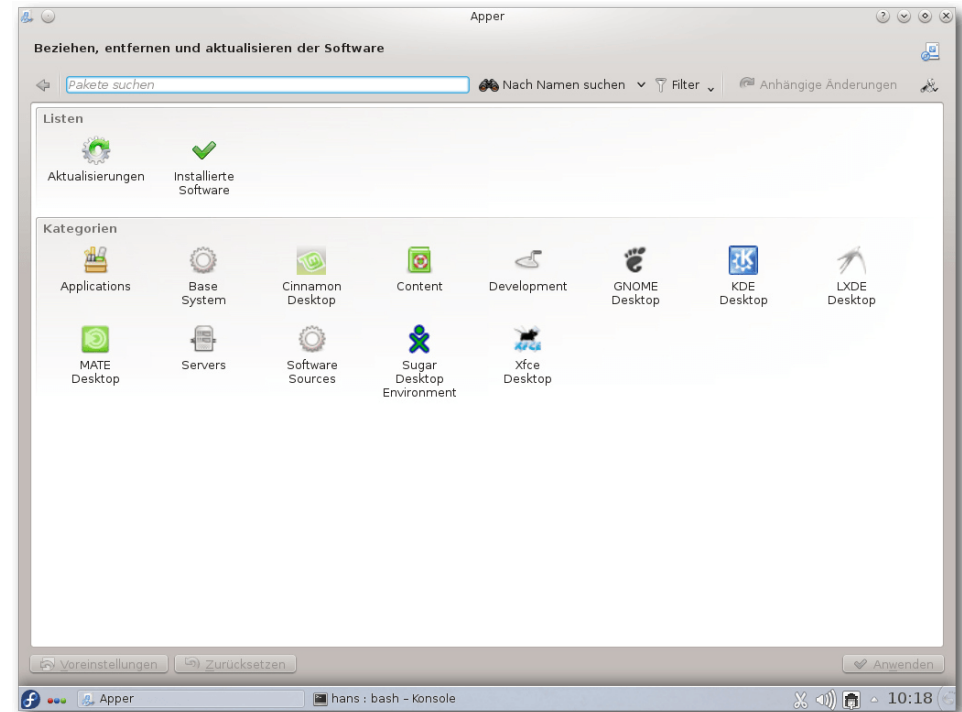 Apper
Beziehen, entfernen und aktualisieren der Software
Pakete suchen
Nach Namen suchen
Filter
Anhängige Änderungen
Listen
Aktualisierungen
Installierte
Software
Kategorien
Applications
Base
System
Cinnamon
Desktop
Content
Development
GNOME
Desktop
KDE
Desktop
LXDE
Desktop
MATE
Desktop
Servers
Software
Sources
Sugar
Desktop
Environment
Xfce
Desktop
Voreinstellungen
Zurücksetzen
Anwenden
Apper
hans : bash – Konsole
10:18